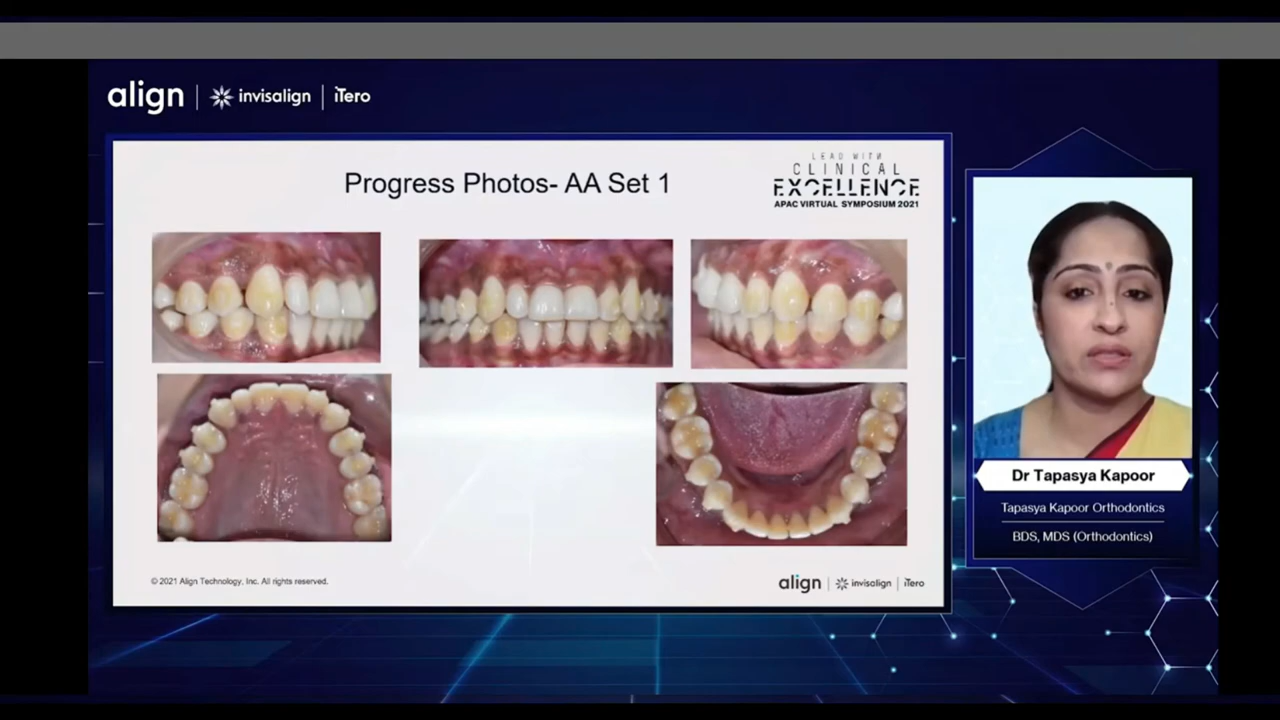 align | invisalign | iTero
Progress Photos- AA Set 1
LEAD WITH
CLINICAL
EXCELLENCE
APAC VIRTUAL SYMPOSIUM 2021
© 2021 Align Technology, Inc. All rights reserved.
align | invisalign | iTero
Dr Tapasya Kapoor
Tapasya Kapoor Orthodontics
BDS, MDS (Orthodontics)